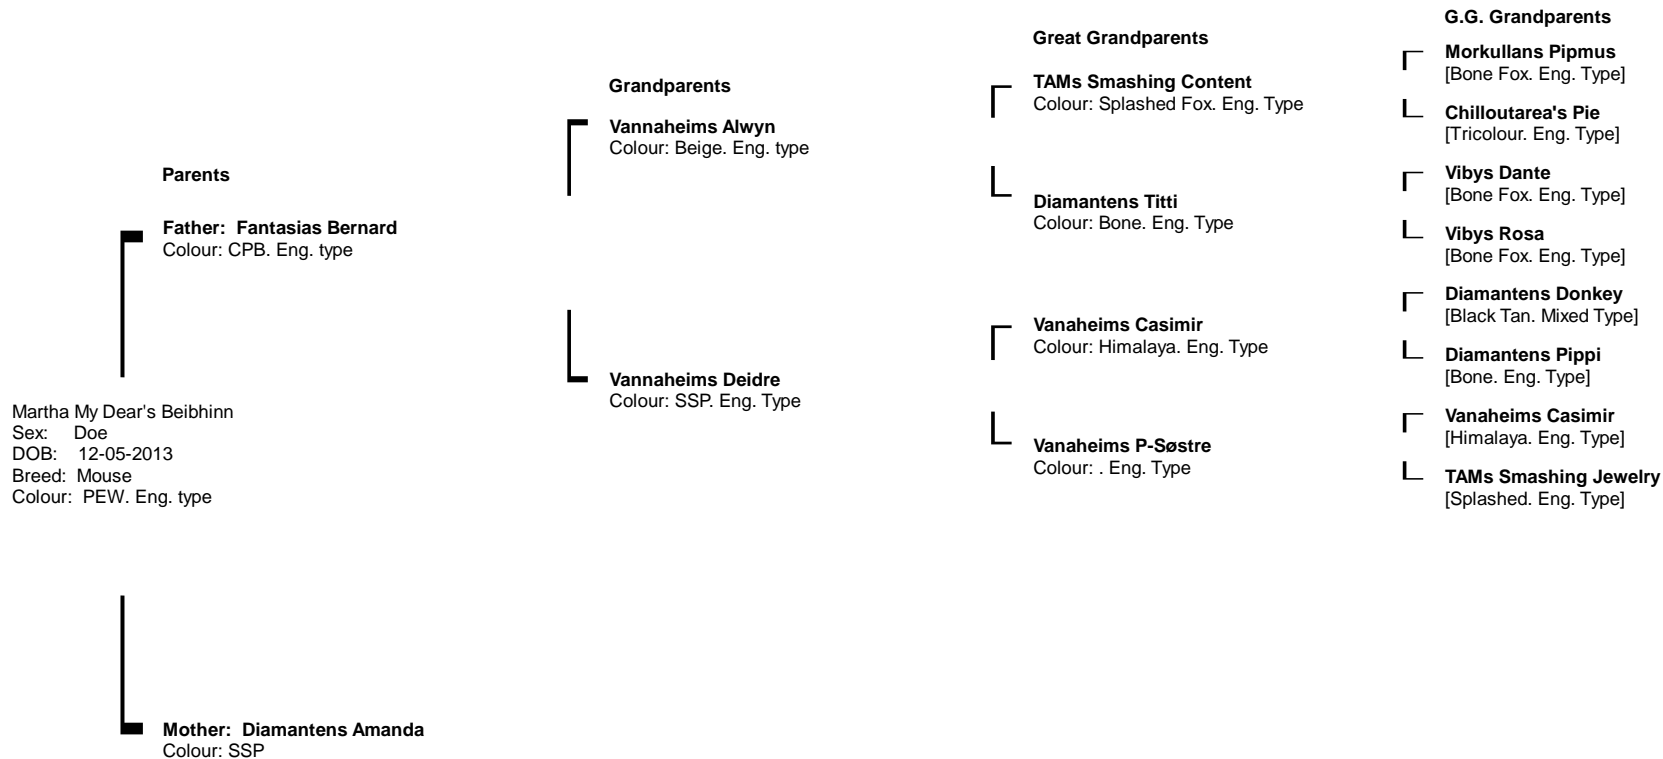 G.G. Grandparents
Great Grandparents
Morkullans Pipmus
[Bone Fox. Eng. Type]
Grandparents
TAMs Smashing Content
Colour: Splashed Fox. Eng. Type
Chilloutarea's Pie
[Tricolour. Eng. Type]
Vannaheims Alwyn
Colour: Beige. Eng. type
Parents
Vibys Dante
[Bone Fox. Eng. Type]
Diamantens Titti
Colour: Bone. Eng. Type
Father: Fantasias Bernard
Colour: CPB. Eng. type
Vibys Rosa
[Bone Fox. Eng. Type]
Diamantens Donkey
[Black Tan. Mixed Type]
Vanaheims Casimir
Colour: Himalaya. Eng. Type
Diamantens Pippi
[Bone. Eng. Type]
Vannaheims Deidre
Colour: SSP. Eng. Type
Martha My Dear's Beibhinn
Sex: Doe
DOB: 12-05-2013
Breed: Mouse
Colour: PEW. Eng. type
Vanaheims Casimir
[Himalaya. Eng. Type]
Vanaheims P-Søstre
Colour: . Eng. Type
TAMs Smashing Jewelry
[Splashed. Eng. Type]
Mother: Diamantens Amanda
Colour: SSP